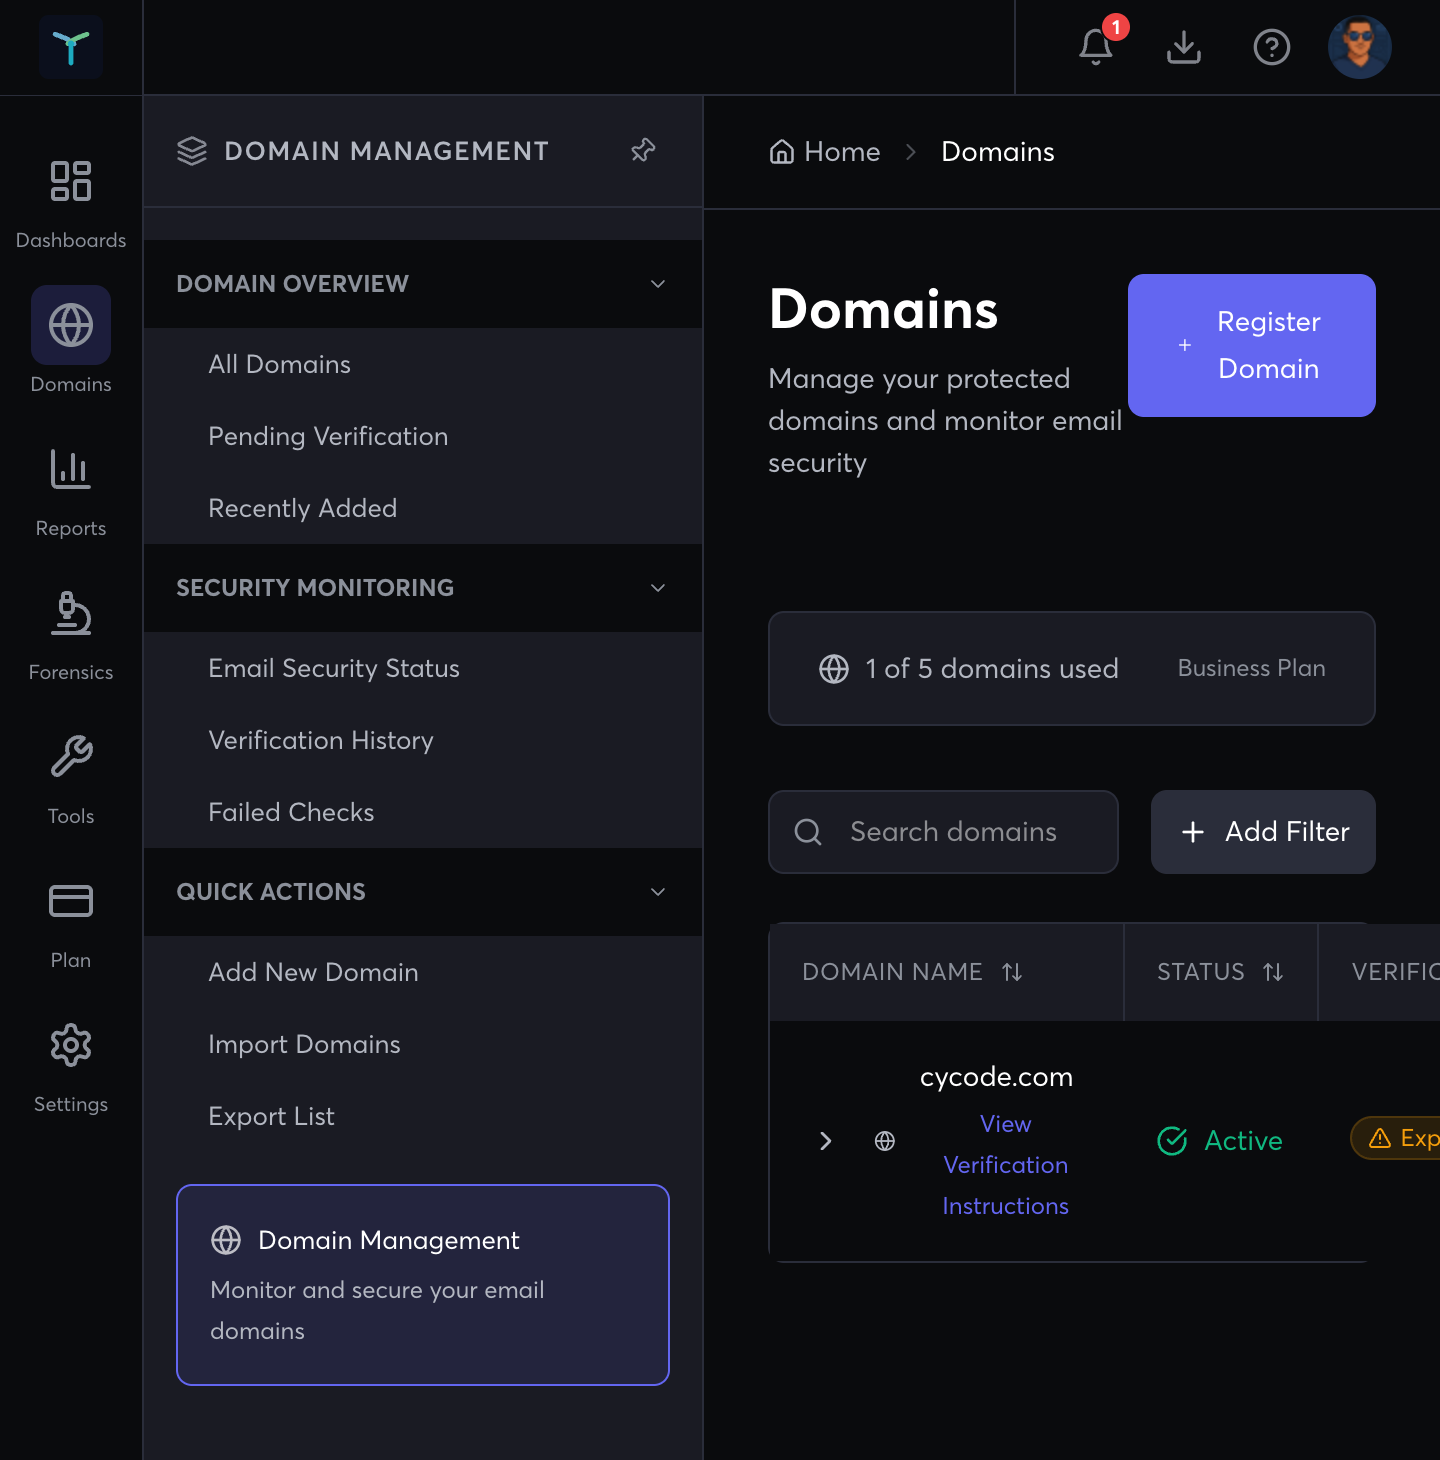 1
Dashboards
Domains
Reports
Forensics
Tools
Plan
Settings
DOMAIN MANAGEMENT
DOMAIN OVERVIEW
All Domains
Pending Verification
Recently Added
SECURITY MONITORING
Email Security Status
Verification History
Failed Checks
QUICK ACTIONS
Add New Domain
Import Domains
Export List
Domain Management
Monitor and secure your email
domains
Home
Domains
Domains
Manage your protected
domains and monitor email
security
Register
Domain
1 of 5 domains used
Business Plan
Search domains
Add Filter
DOMAIN NAME
STATUS
cycode.com
View
Verification
Instructions
Active